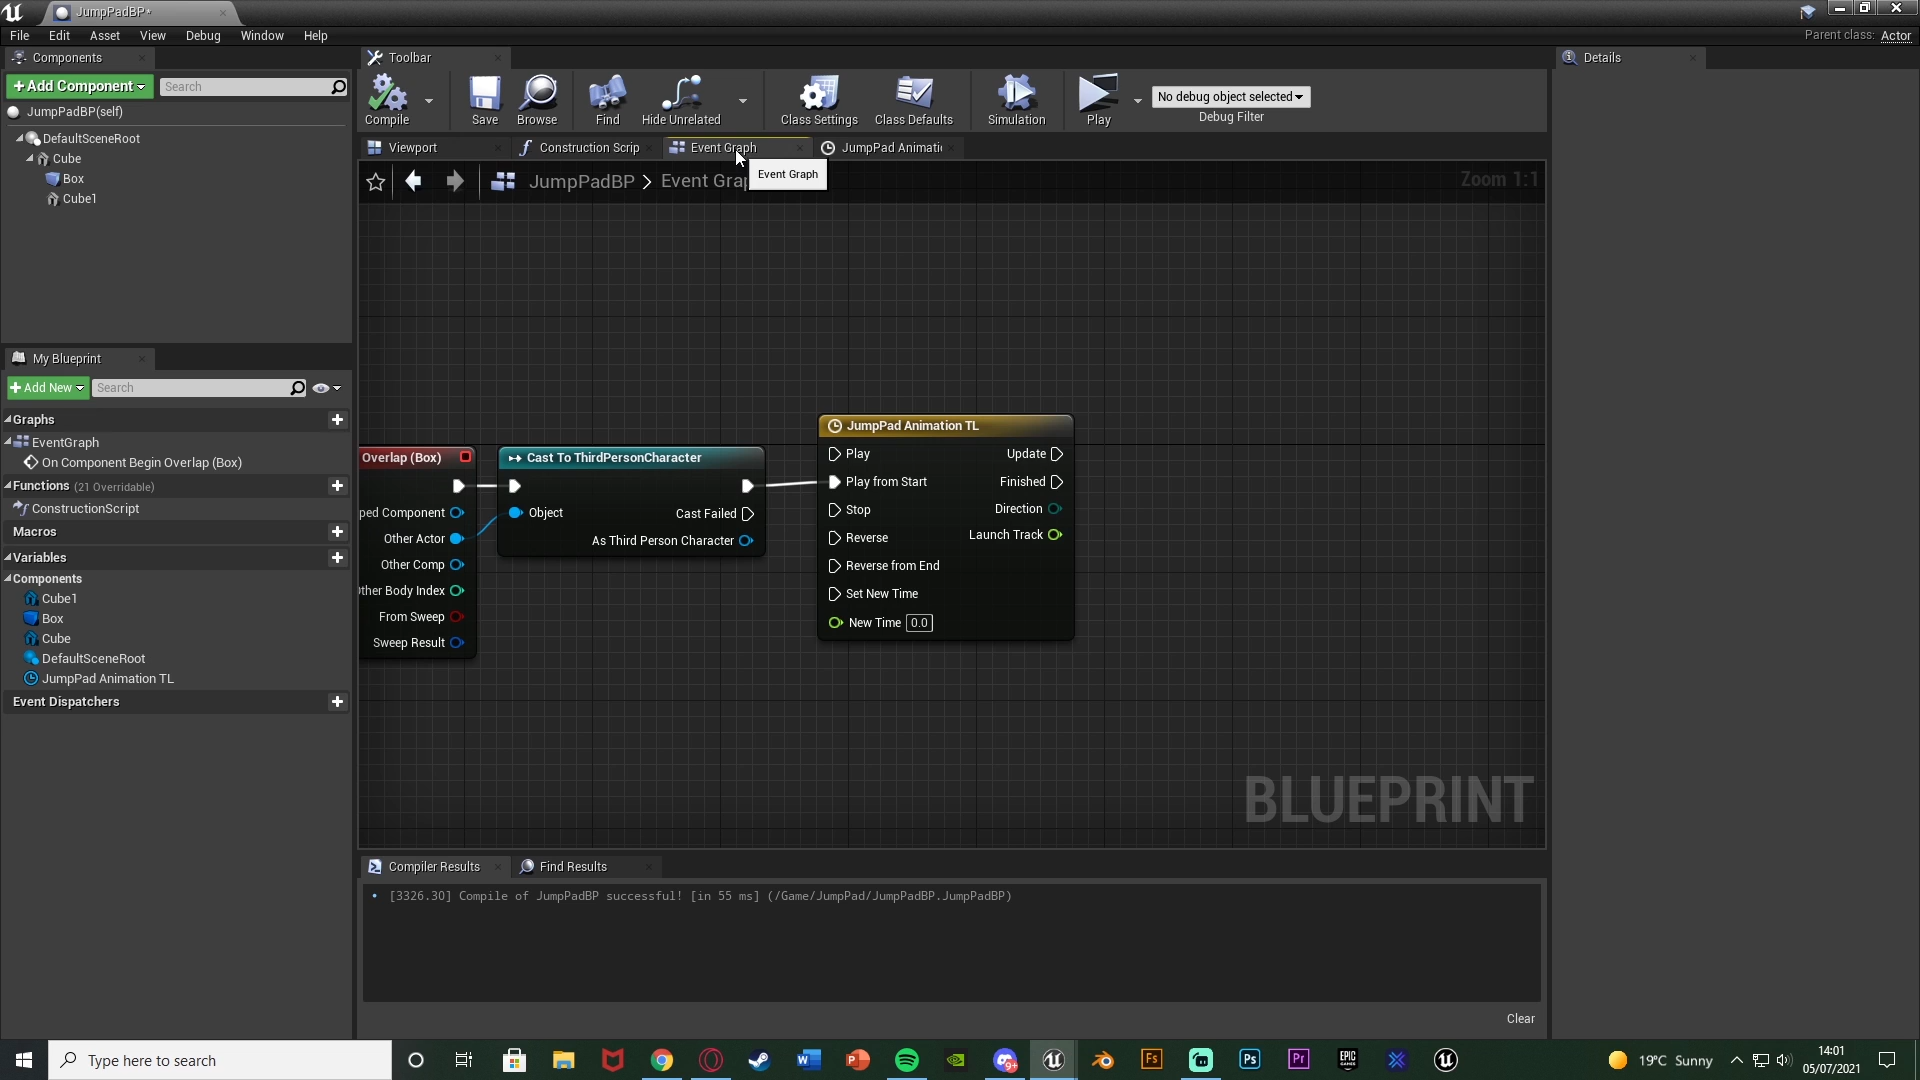 JumpPadBP*
File Edit Asset View Debug Window Help
Parent class: Actor
Components
Toolbar
Details
+Add Component
Search
Compile
Save
Browse
Find
Hide Unrelated
Class Settings
Class Defaults
Simulation
Play
No debug object selected
Debug Filter
JumpPadBP(self)
DefaultSceneRoot
Cube
Box
Cube1
Viewport
Construction Scrip
Event Graph
JumpPad Animati
JumpPadBP > Event Gra
Event Graph
Zoom 1:1
My Blueprint
+Add New
Search
Graphs
EventGraph
On Component Begin Overlap (Box)
Functions (21 Overridable)
ConstructionScript
Macros
Variables
Components
Cube1
Box
Cube
DefaultSceneRoot
JumpPad Animation TL
Event Dispatchers
Overlap (Box)
ped Component
Other Actor
Other Comp
ther Body Index
From Sweep
Sweep Result
Cast To ThirdPersonCharacter
Object
Cast Failed
As Third Person Character
JumpPad Animation TL
Play
Update
Play from Start
Finished
Stop
Direction
Launch Track
Reverse
Reverse from End
Set New Time
New Time 0.0
BLUEPRINT
Compiler Results
Find Results
[3326.30] Compile of JumpPadBP successful! [in 55 ms] (/Game/JumpPad/JumpPadBP.JumpPadBP)
Clear
Type here to search
19°C Sunny
14:01
05/07/2021